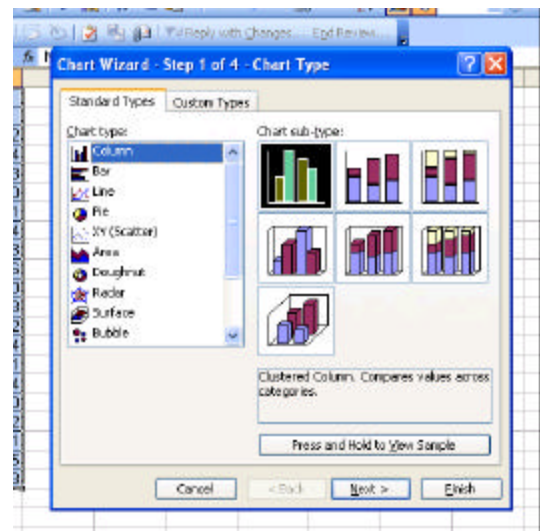 Reply with Changes... End Review...
Chart Wizard - Step 1 of 4 - Chart Type
Standard Types Custom Types
Chart type:
Column
Bar
Line
Pie
XY (Scatter)
Area
Doughnut
Radar
Surface
Bubble
Chart sub-type:
Clustered Column. Compares values across
categories.
Press and Hold to View Sample
Cancel < Back Next > Finish